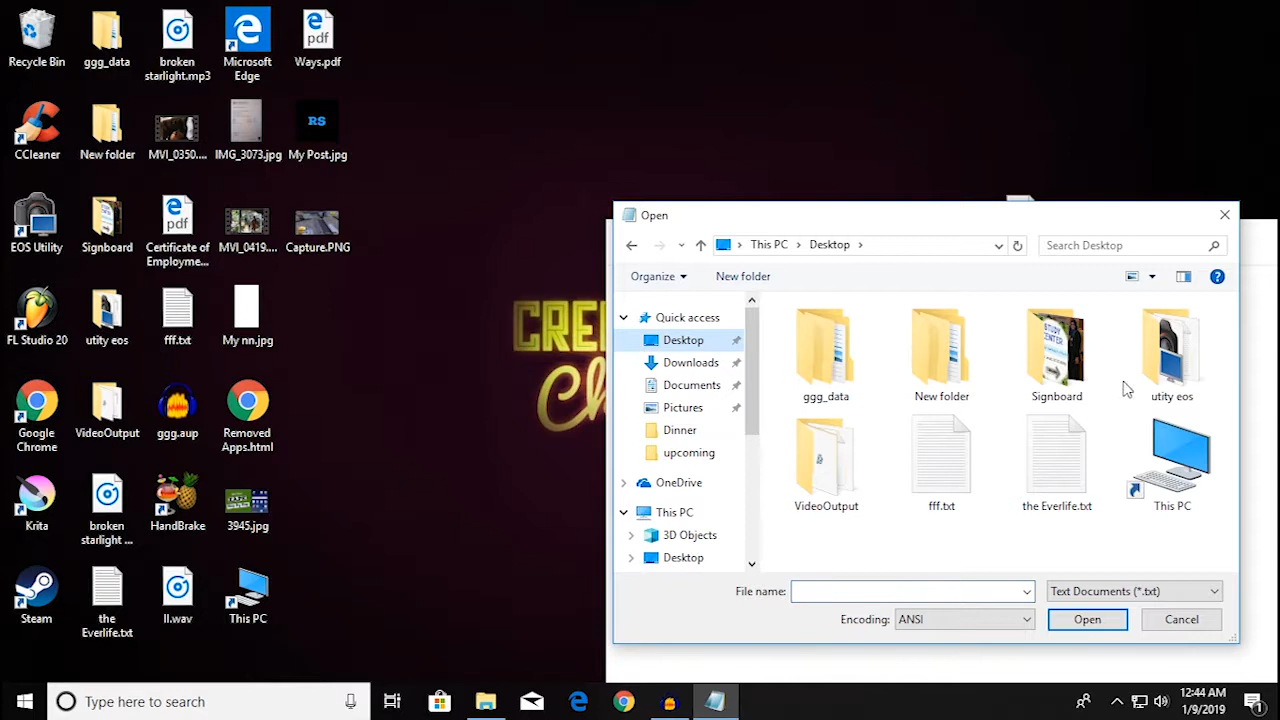 Recycle Bin
ggg_data
broken
starlight.mp3
Microsoft
Edge
Ways.pdf
CCleaner
New folder
MVI_0350....
IMG_3073.jpg
RS
My Post.jpg
EOS Utility
Signboard
Certificate of
Employme...
MVI_0419....
Capture.PNG
FL Studio 20
utity eos
fff.txt
My nn.jpg
Google
Chrome
VideoOutput
ggg.aup
Removed
Apps.html
Krita
broken
starlight ...
HandBrake
3945.jpg
Steam
the
Everlife.txt
ll.wav
This PC
Open
This PC
Desktop
Search Desktop
Organize
New folder
Quick access
Desktop
Downloads
Documents
Pictures
Dinner
upcoming
OneDrive
This PC
3D Objects
Desktop
ggg_data
New folder
Signboard
utity eos
VideoOutput
fff.txt
the Everlife.txt
This PC
File name:
Text Documents (*.txt)
Encoding:
ANSI
Open
Cancel
Type here to search
12:44 AM
1/9/2019